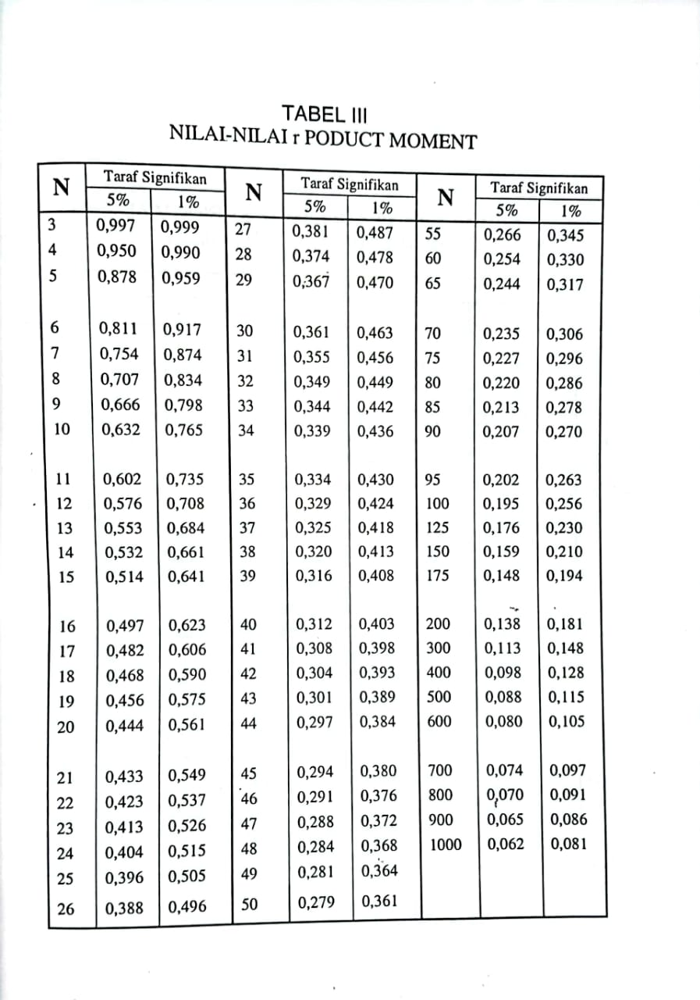 TABEL III
NILAI-NILAI r PODUCT MOMENT
N Taraf Signifikan N Taraf Signifikan N Taraf Signifikan
5% 1% 5% 1% 5% 1%
3 0,997 0,999 27 0,381 0,487 55 0,266 0,345
4 0,950 0,990 28 0,374 0,478 60 0,254 0,330
5 0,878 0,959 29 0,367 0,470 65 0,244 0,317
6 0,811 0,917 30 0,361 0,463 70 0,235 0,306
7 0,754 0,874 31 0,355 0,456 75 0,227 0,296
8 0,707 0,834 32 0,349 0,449 80 0,220 0,286
9 0,666 0,798 33 0,344 0,442 85 0,213 0,278
10 0,632 0,765 34 0,339 0,436 90 0,207 0,270
11 0,602 0,735 35 0,334 0,430 95 0,202 0,263
12 0,576 0,708 36 0,329 0,424 100 0,195 0,256
13 0,553 0,684 37 0,325 0,418 125 0,176 0,230
14 0,532 0,661 38 0,320 0,413 150 0,159 0,210
15 0,514 0,641 39 0,316 0,408 175 0,148 0,194
16 0,497 0,623 40 0,312 0,403 200 0,138 0,181
17 0,482 0,606 41 0,308 0,398 300 0,113 0,148
18 0,468 0,590 42 0,304 0,393 400 0,098 0,128
19 0,456 0,575 43 0,301 0,389 500 0,088 0,115
20 0,444 0,561 44 0,297 0,384 600 0,080 0,105
21 0,433 0,549 45 0,294 0,380 700 0,074 0,097
22 0,423 0,537 46 0,291 0,376 800 0,070 0,091
23 0,413 0,526 47 0,288 0,372 900 0,065 0,086
24 0,404 0,515 48 0,284 0,368 1000 0,062 0,081
25 0,396 0,505 49 0,281 0,364
26 0,388 0,496 50 0,279 0,361